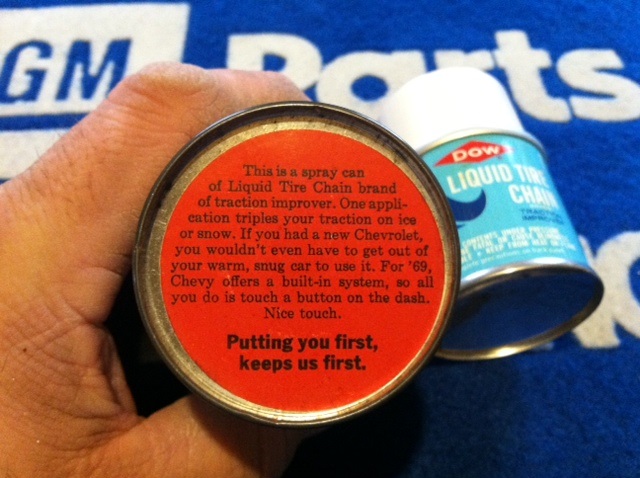 GM Parts
This is a spray can
of Liquid Tire Chain brand
of traction improver. One appli-
cation triples your traction on ice
or snow. If you had a new Chevrolet,
you wouldn't even have to get out of
your warm, snug car to use it. For '69,
Chevy offers a built-in system, so all
you do is touch a button on the dash.
Nice touch.
Putting you first,
keeps us first.
DOW
LIQUID TIRE
CHAIN
TRACTION
IMPROVER